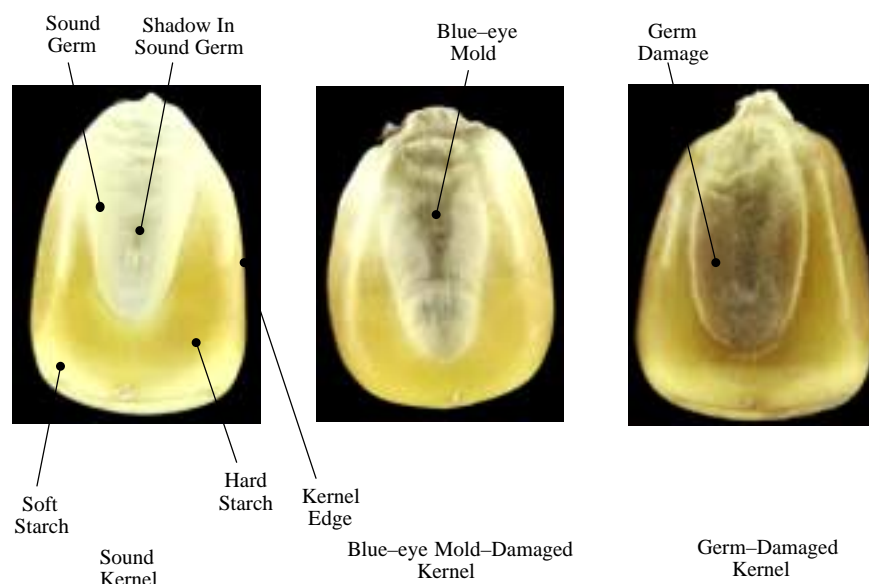 Sound
Germ
Shadow In
Sound Germ
Blue–eye
Mold
Germ
Damage
Soft
Starch
Hard
Starch
Kernel
Edge
Sound
Kernel
Blue–eye Mold–Damaged
Kernel
Germ–Damaged
Kernel